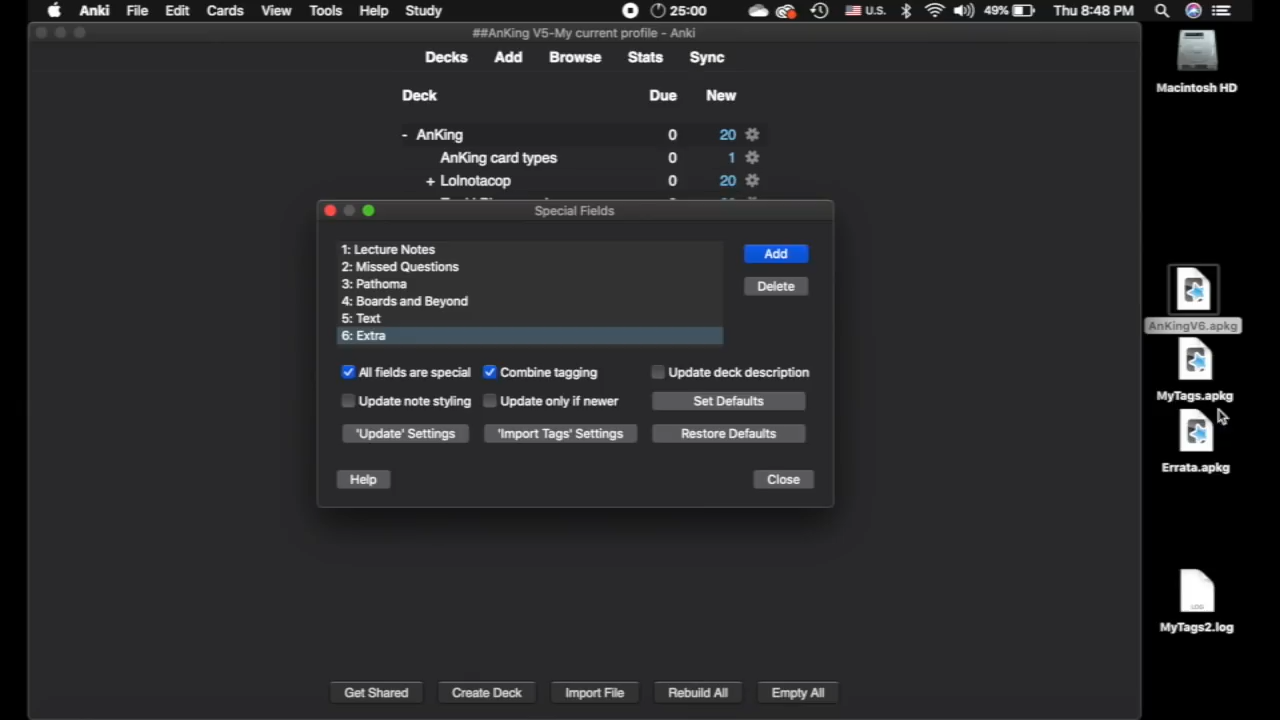 Anki File Edit Cards View Tools Help Study 25:00 U.S. 49% Thu 8:48 PM
##AnKing V5-My current profile - Anki
Decks Add Browse Stats Sync
Macintosh HD
Deck Due New
- AnKing 0 20
AnKing card types 0 1
+ Lolnotacop 0 20
Special Fields
1: Lecture Notes
2: Missed Questions
3: Pathoma
4: Boards and Beyond
5: Text
6: Extra
Add
Delete
All fields are special Combine tagging Update deck description
Update note styling Update only if newer Set Defaults
'Update' Settings 'Import Tags' Settings Restore Defaults
Help Close
AnKingV6.apkg
MyTags.apkg
Errata.apkg
LOG
MyTags2.log
Get Shared Create Deck Import File Rebuild All Empty All